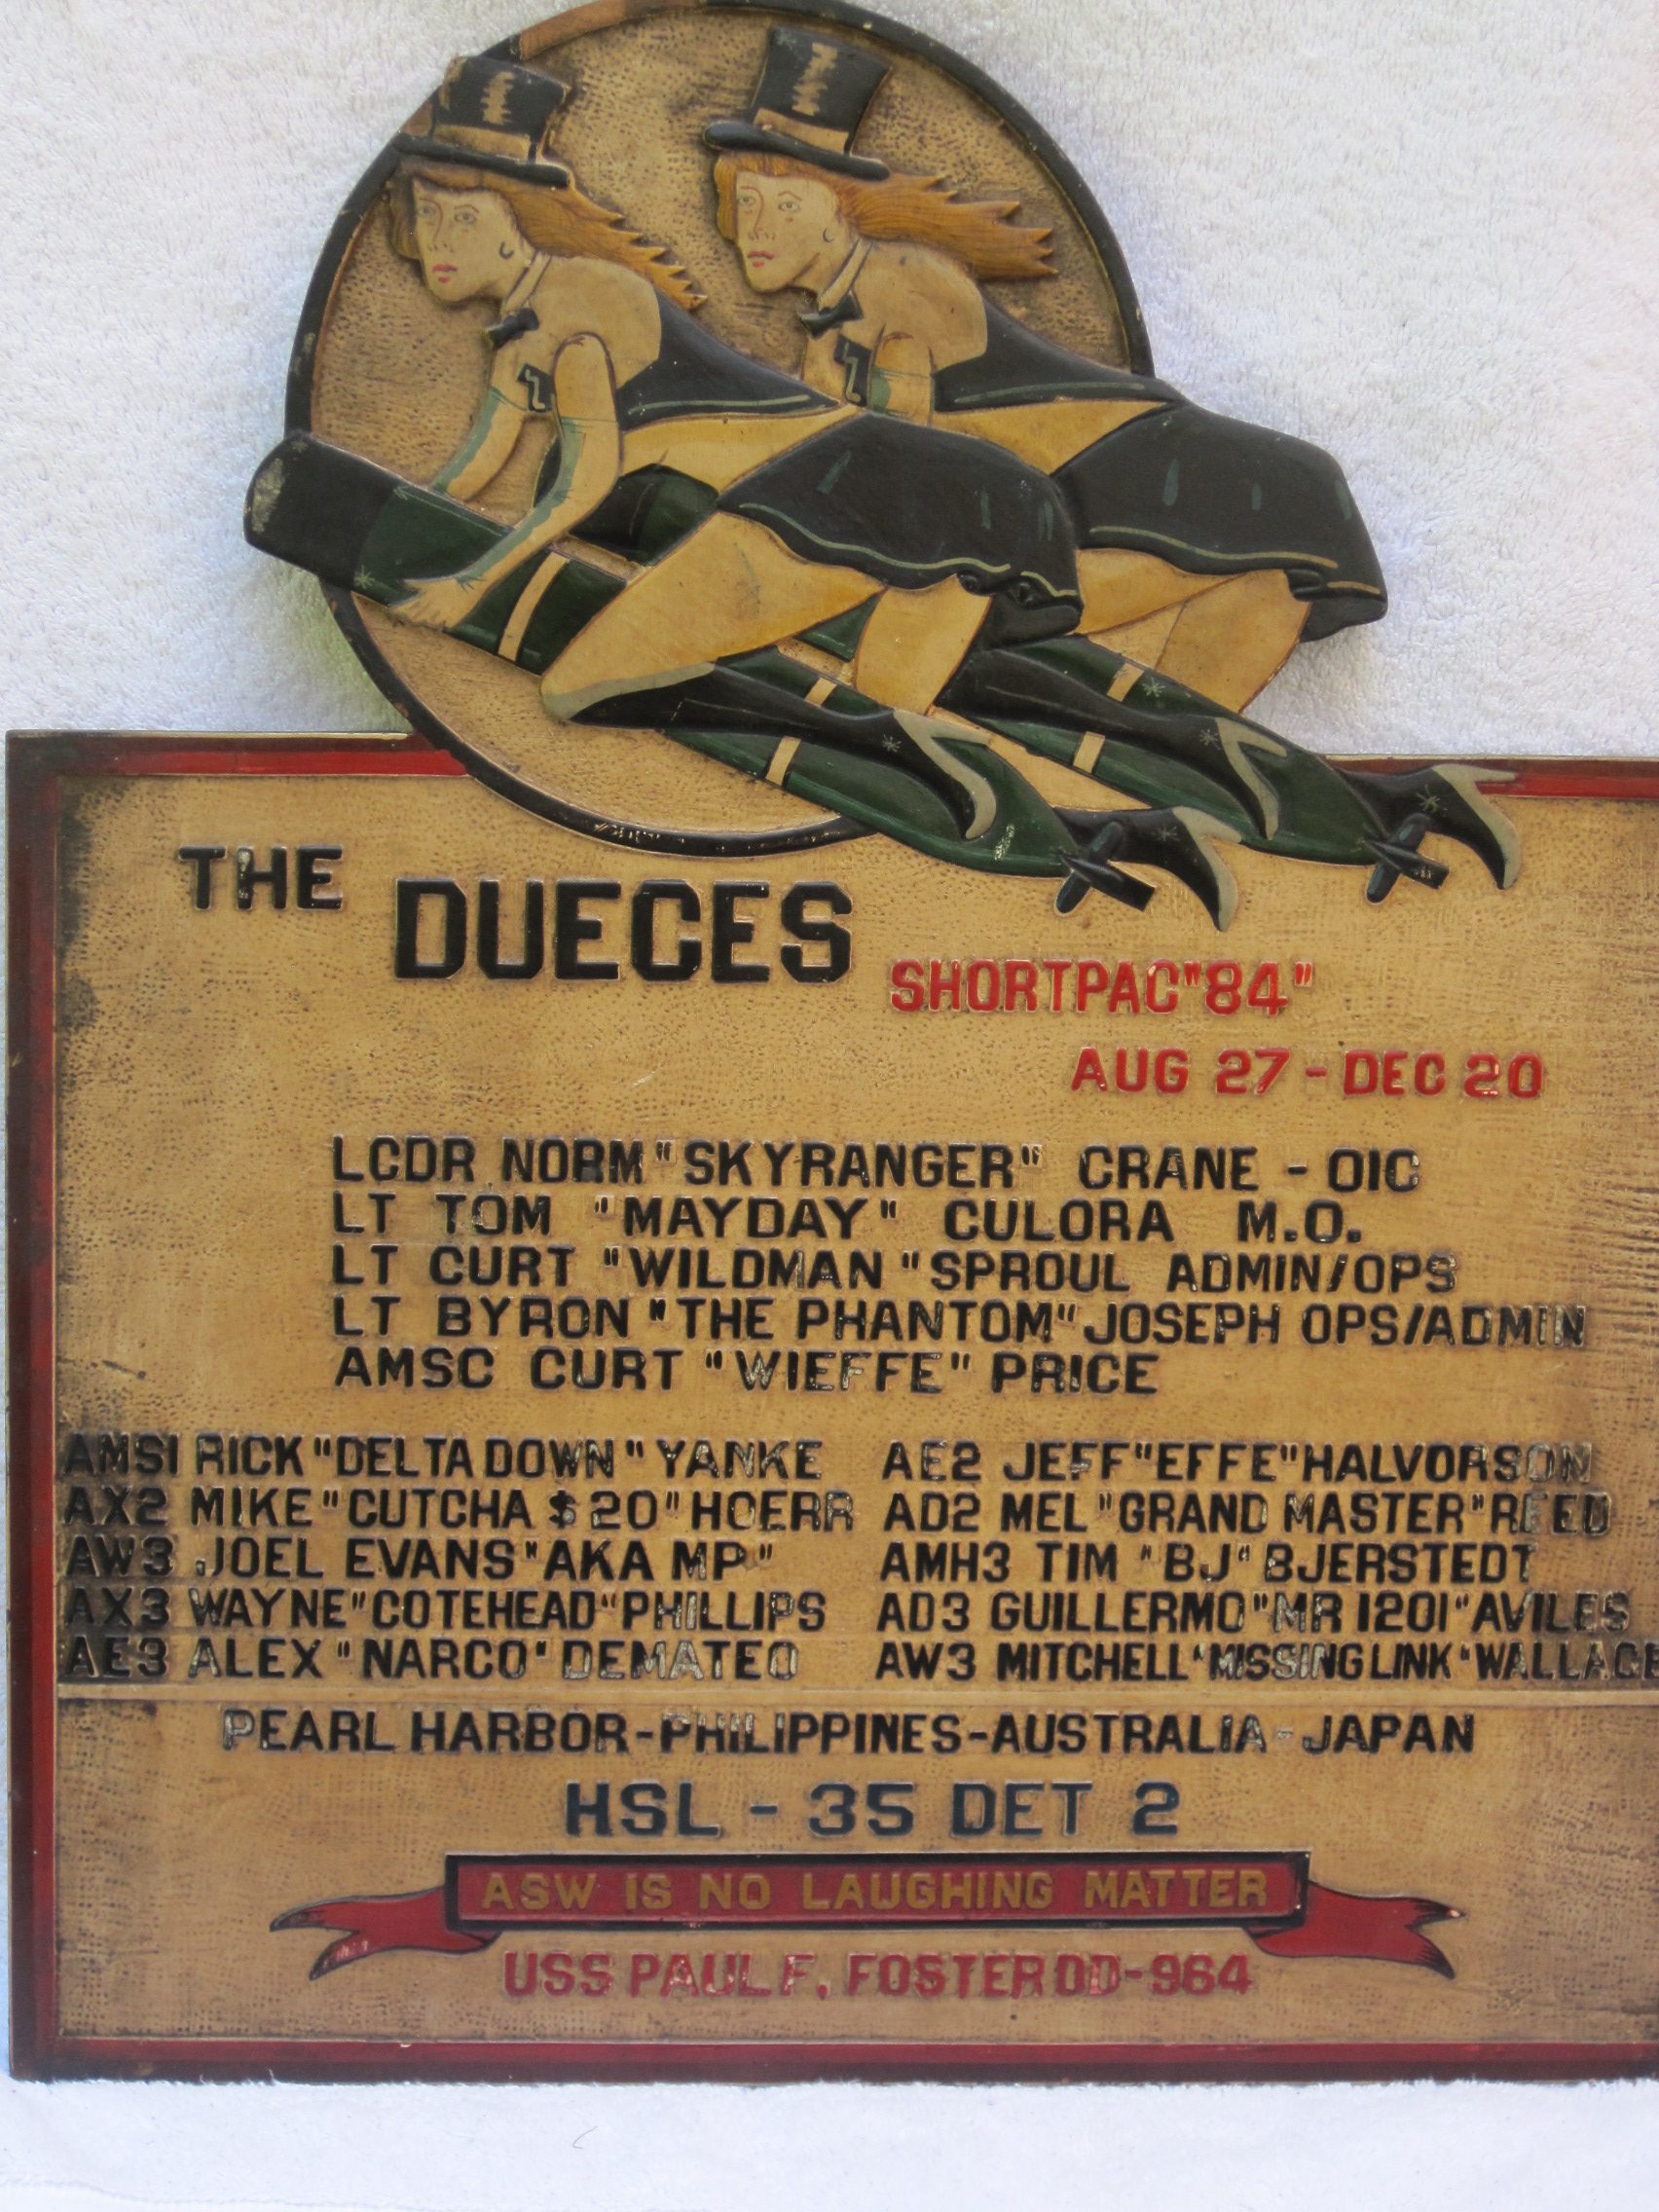 THE DUECES
SHORTPAC"84"
AUG 27 - DEC 20
LCDR NORM "SKYRANGER" CRANE - OIC
LT TOM "MAYDAY" CULORA M.O.
LT CURT "WILDMAN" SPROUL ADMIN/OPS
LT BYRON "THE PHANTOM" JOSEPH OPS/ADMIN
AMSC CURT "WIEFFE" PRICE
AMS1 RICK "DELTA DOWN" YANKE
AX2 MIKE "CUTCHA $20" HOERR
AW3 JOEL EVANS "AKA MP"
AX3 WAYNE "COTEHEAD" PHILLIPS
AE3 ALEX "NARCO" DEMATEO
AE2 JEFF "EFFE" HALVORSON
AD2 MEL "GRAND MASTER" REED
AMH3 TIM "BJ" BJERSTEDT
AD3 GUILLERMO "MR 1201" AVILES
AW3 MITCHELL "MISSING LINK" WALLACE
PEARL HARBOR-PHILIPPINES-AUSTRALIA-JAPAN
HSL - 35 DET 2
ASW IS NO LAUGHING MATTER
USS PAUL F. FOSTER DD-964